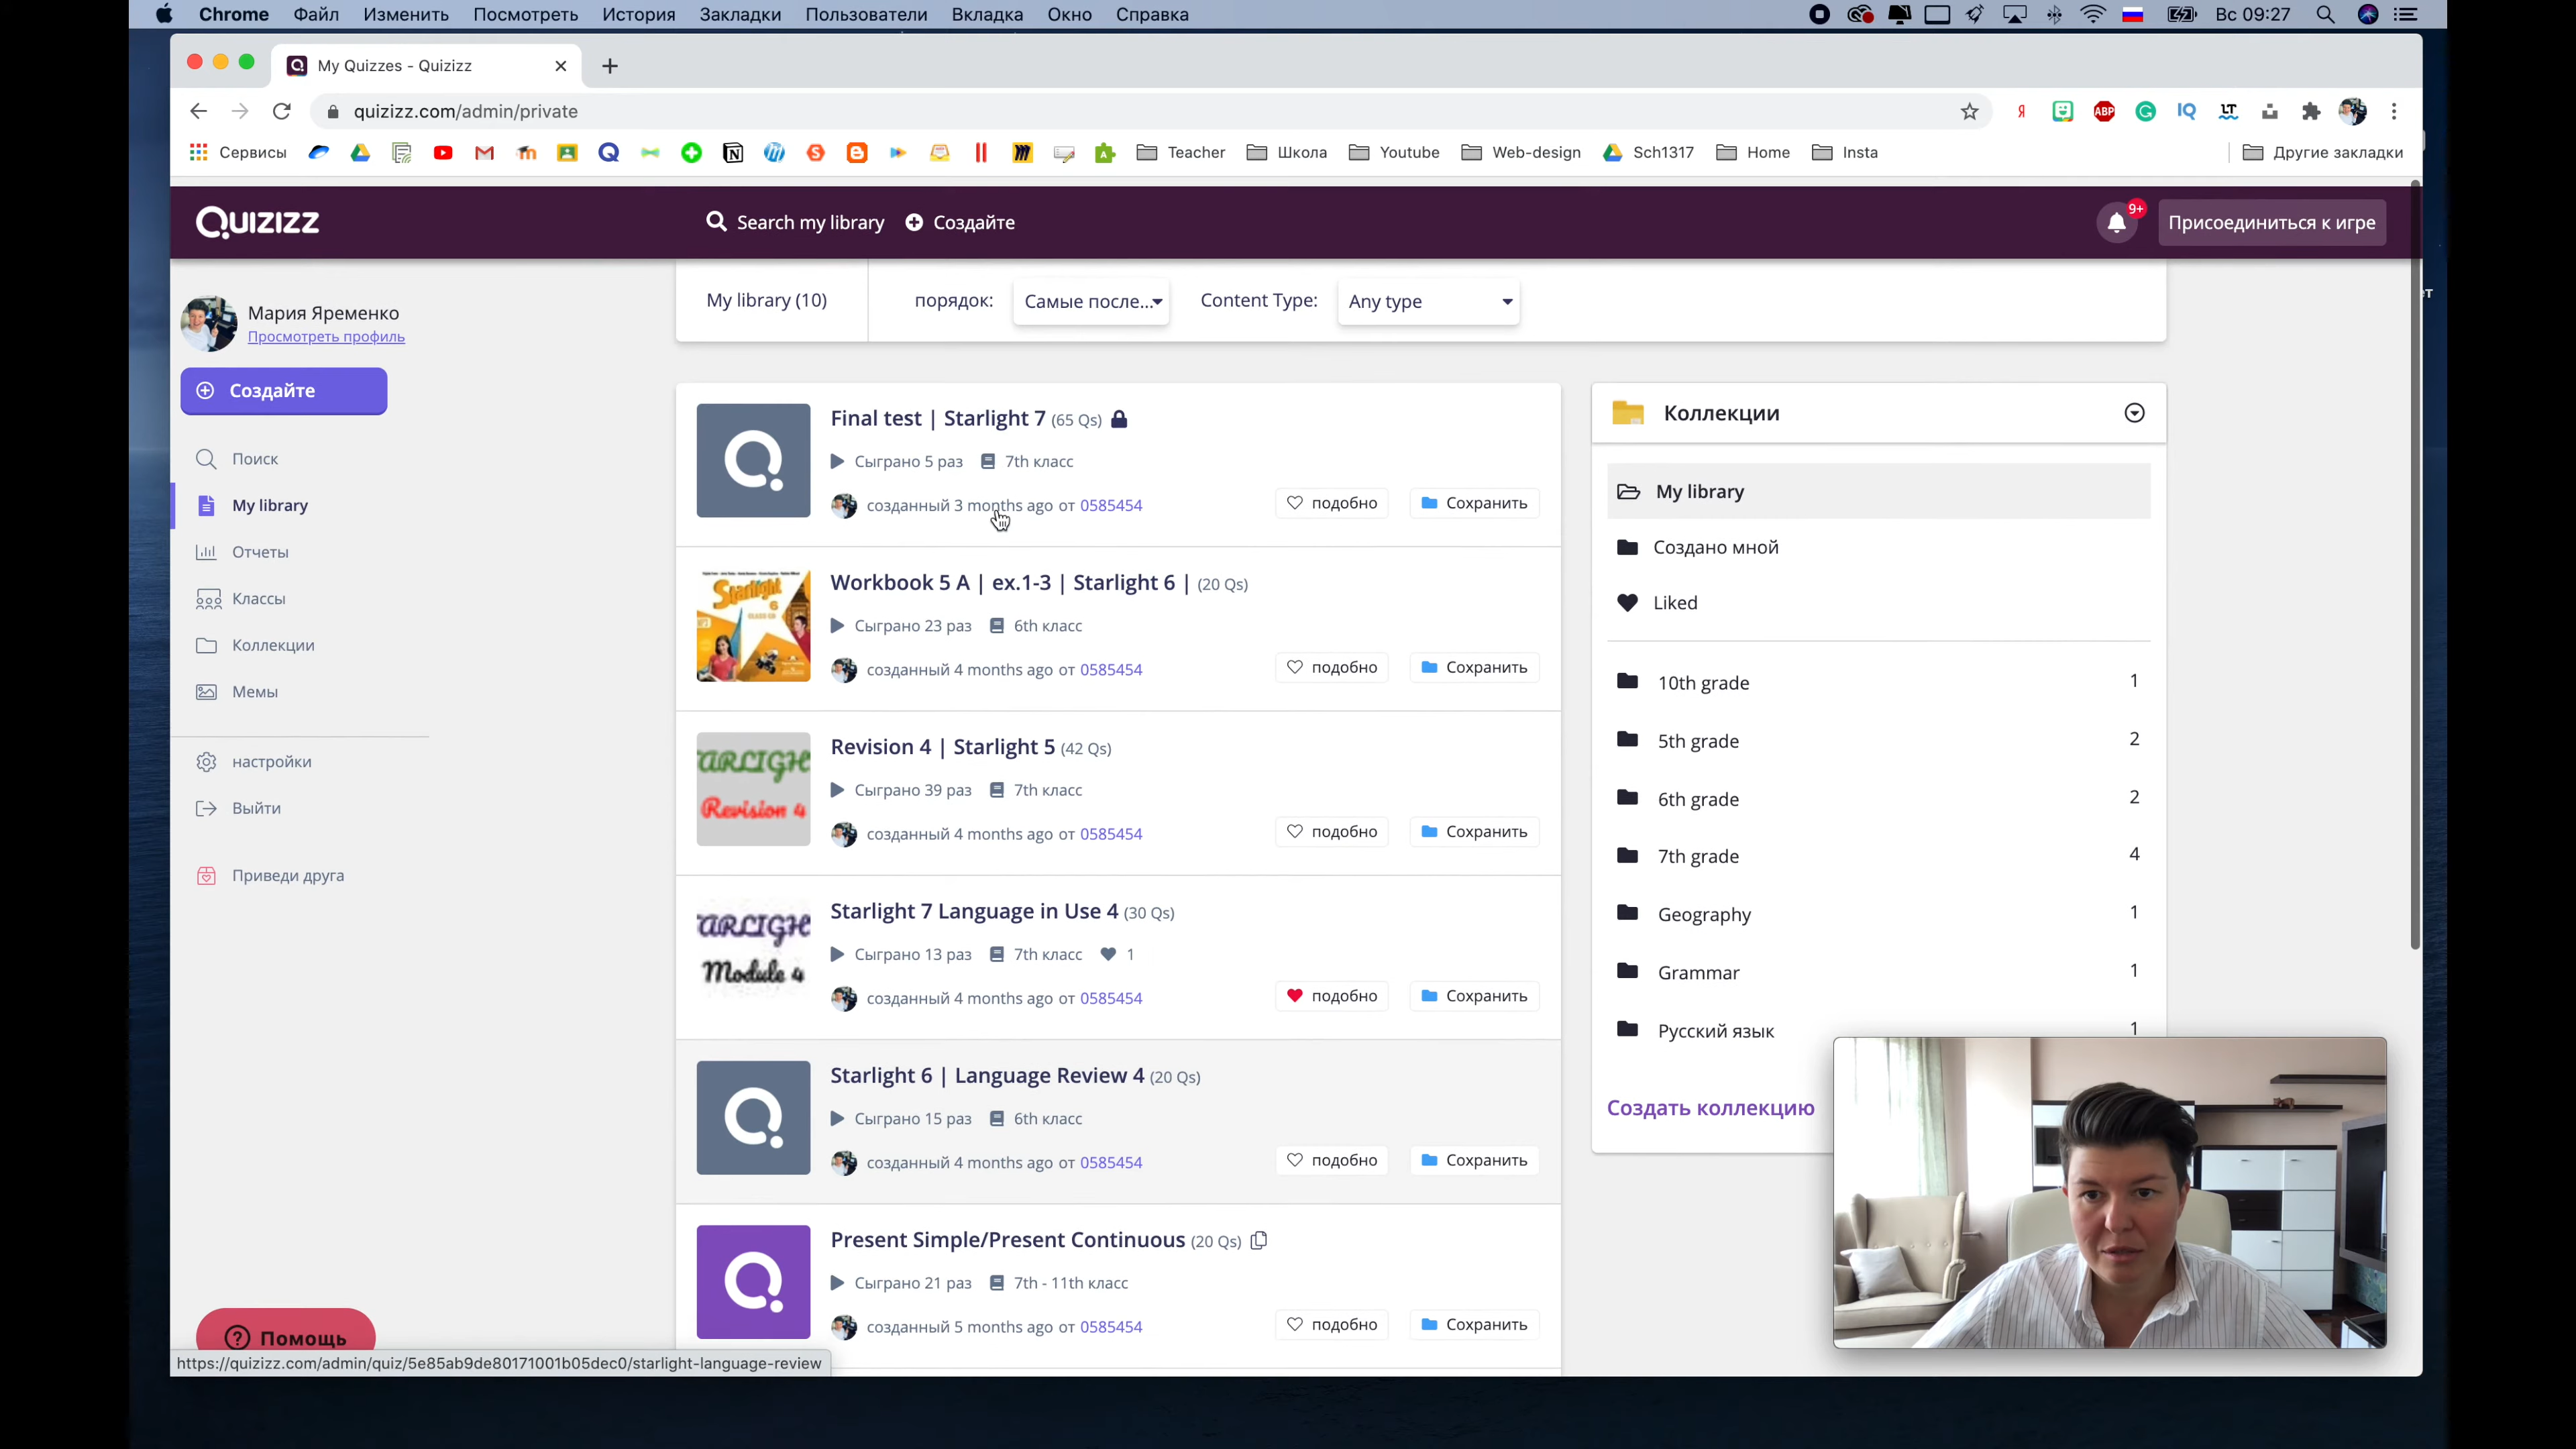 Chrome Файл Изменить Посмотреть История Закладки Пользователи Вкладка Окно Справка Вс 09:27
My Quizzes - Quizizz
quizizz.com/admin/private
Сервисы Teacher Школа Youtube Web-design Sch1317 Home Insta Другие закладки
Quizizz Search my library Создайте 9+ Присоединиться к игре
Мария Яременко
Просмотреть профиль
Создайте
Поиск
My library
Отчеты
Классы
Коллекции
Мемы
настройки
Выйти
Приведи друга
Помощь
https://quizizz.com/admin/quiz/5e85ab9de80171001b05dec0/starlight-language-review
My library (10) порядок: Самые после... Content Type: Any type
Final test | Starlight 7 (65 Qs)
Сыграно 5 раз 7th класс
созданный 3 months ago от 0585454 подобно Сохранить
Workbook 5 A | ex.1-3 | Starlight 6 | (20 Qs)
Сыграно 23 раз 6th класс
созданный 4 months ago от 0585454 подобно Сохранить
Revision 4 | Starlight 5 (42 Qs)
Сыграно 39 раз 7th класс
созданный 4 months ago от 0585454 подобно Сохранить
Revision 4
Starlight 7 Language in Use 4 (30 Qs)
Сыграно 13 раз 7th класс 1
созданный 4 months ago от 0585454 подобно Сохранить
Module 4
Starlight 6 | Language Review 4 (20 Qs)
Сыграно 15 раз 6th класс
созданный 4 months ago от 0585454 подобно Сохранить
Present Simple/Present Continuous (20 Qs)
Сыграно 21 раз 7th - 11th класс
созданный 5 months ago от 0585454 подобно Сохранить
Коллекции
My library
Создано мной
Liked
10th grade 1
5th grade 2
6th grade 2
7th grade 4
Geography 1
Grammar 1
Русский язык 1
Создать коллекцию